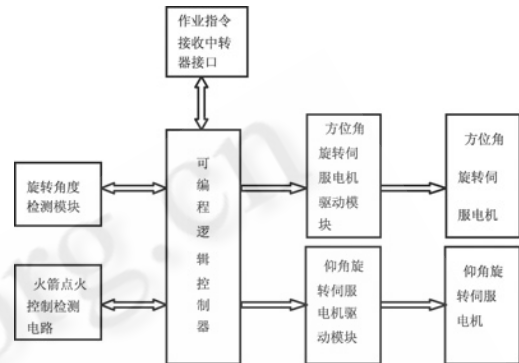 作业指令
接收中转
器接口
旋转角度
检测模块
火箭点火
控制检测
电路
可
编
程
逻
辑
控
制
器
方位角
旋转伺
服电机
驱动模
块
方位角
旋转伺
服电机
仰角旋
转伺服
电机驱
动模块
仰角旋
转伺服
电机
org.cn